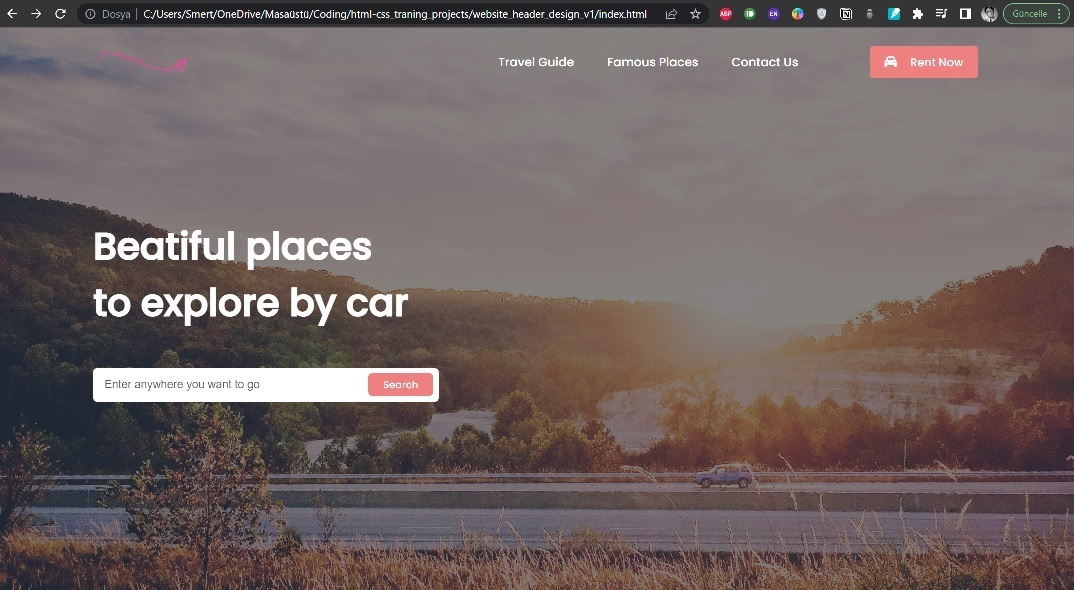 Dosya | C:/Users/Smert/OneDrive/Masaüstü/Coding/html-css_traning_projects/website_header_design_v1/index.html
ABP
EN
Güncelle
Travel Guide Famous Places Contact Us Rent Now
Beatiful places
to explore by car
Enter anywhere you want to go Search